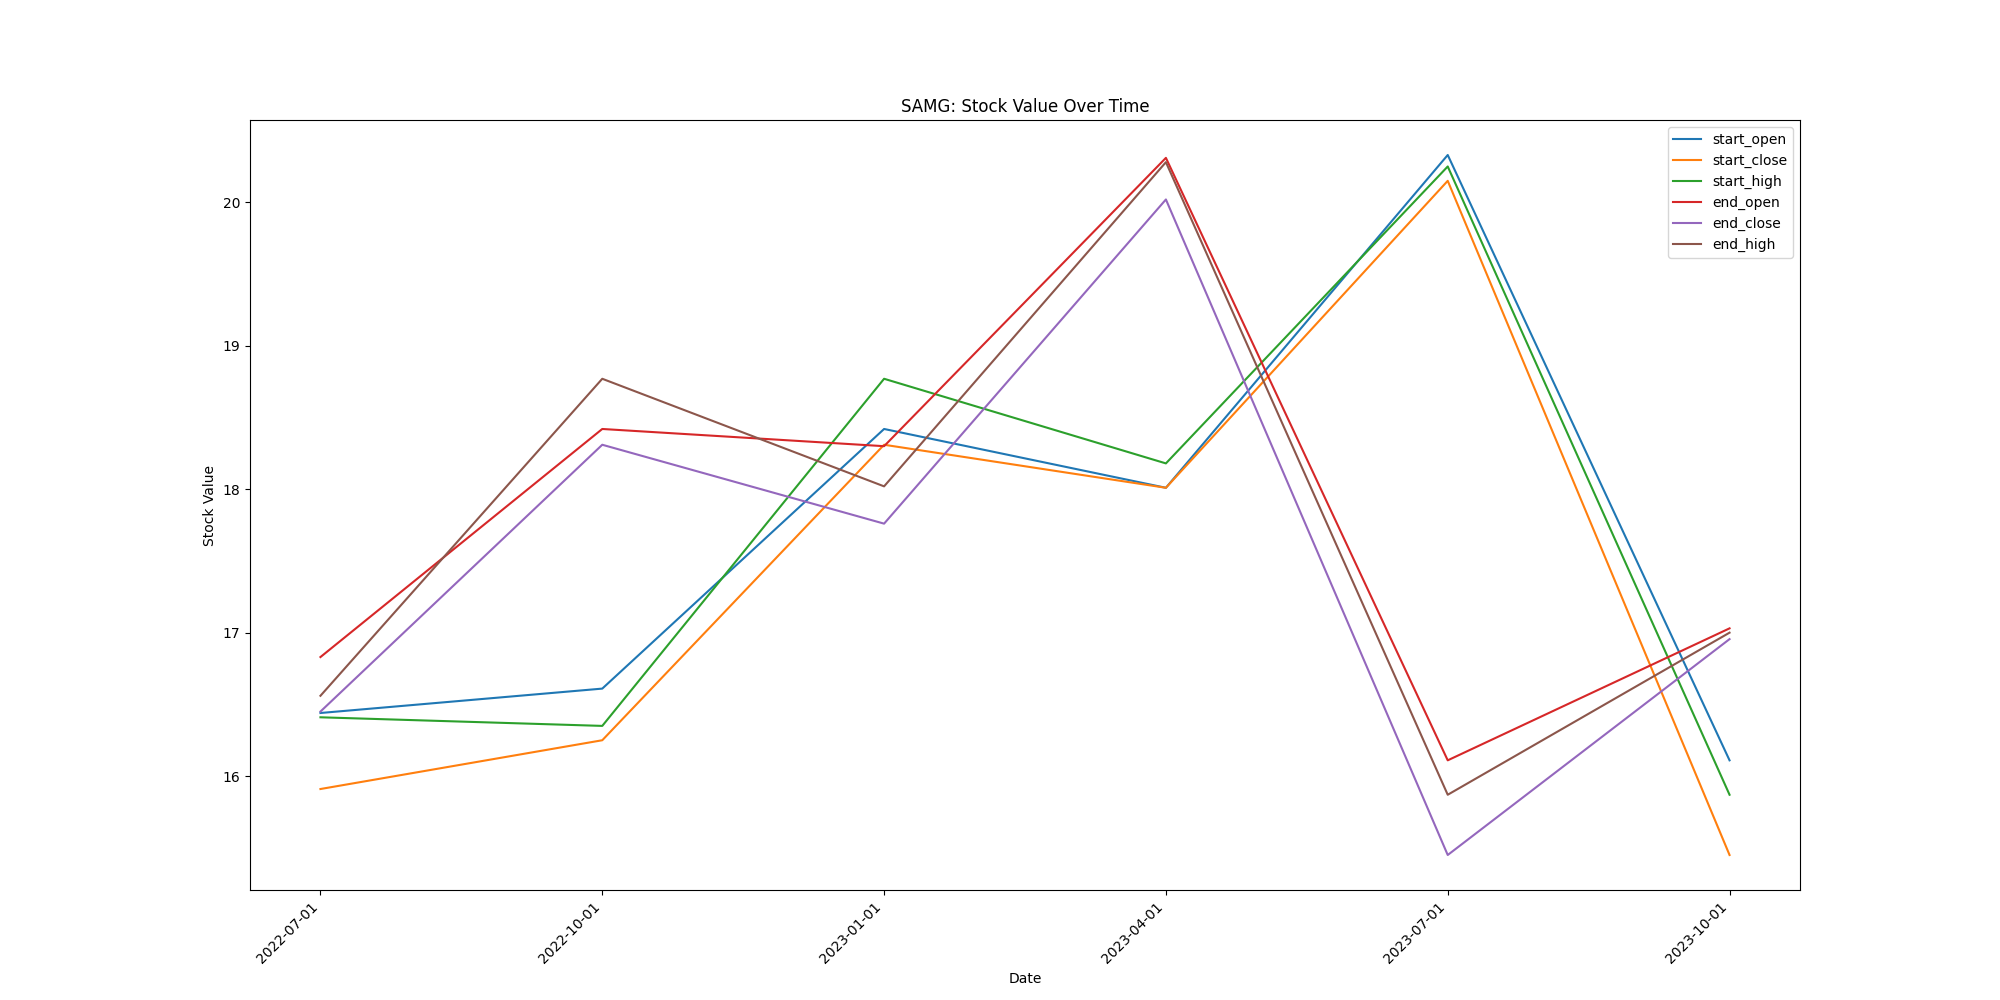 SAMG: Stock Value Over Time
start_open
start_close
start_high
end_open
end_close
end_high
20
19
18
17
16
Stock Value
2022-07-01
2022-10-01
2023-01-01
2023-04-01
2023-07-01
2023-10-01
Date